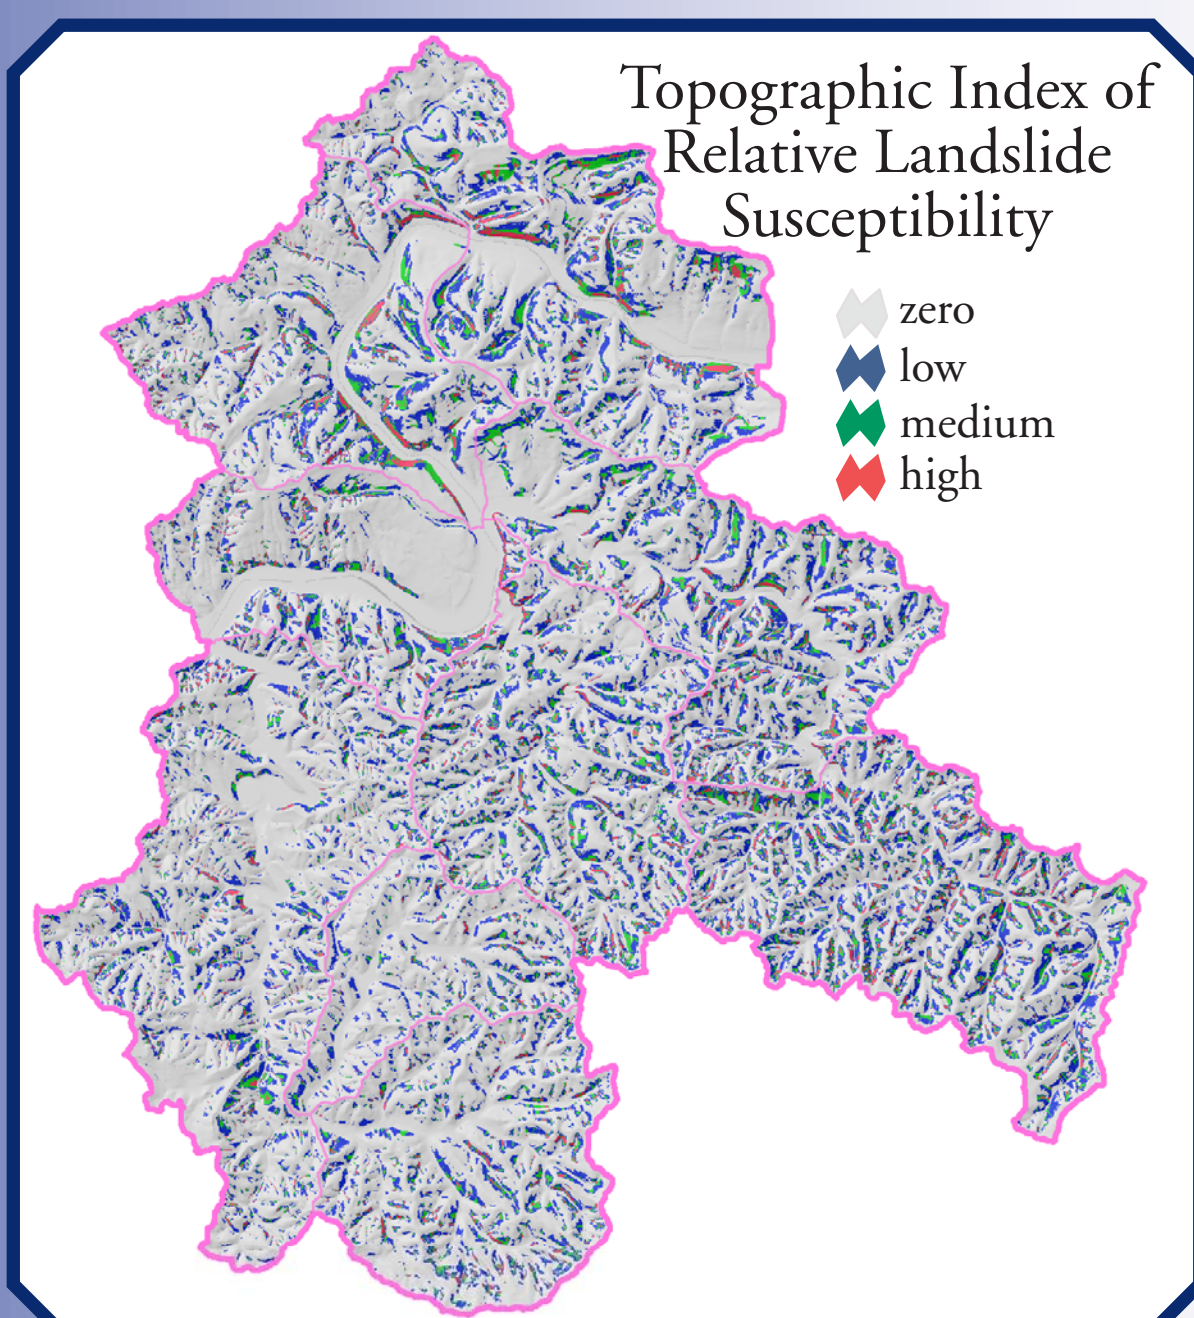 Topographic Index of
Relative Landslide
Susceptibility
zero
low
medium
high